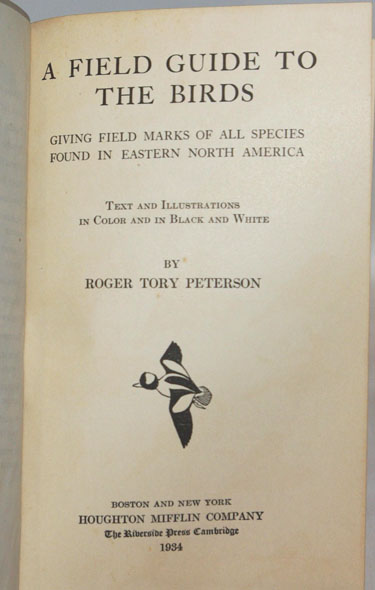 A FIELD GUIDE TO
THE BIRDS
GIVING FIELD MARKS OF ALL SPECIES
FOUND IN EASTERN NORTH AMERICA
Text and Illustrations
in Color and in Black and White
BY
ROGER TORY PETERSON
BOSTON AND NEW YORK
HOUGHTON MIFFLIN COMPANY
The Riverside Press Cambridge
1934